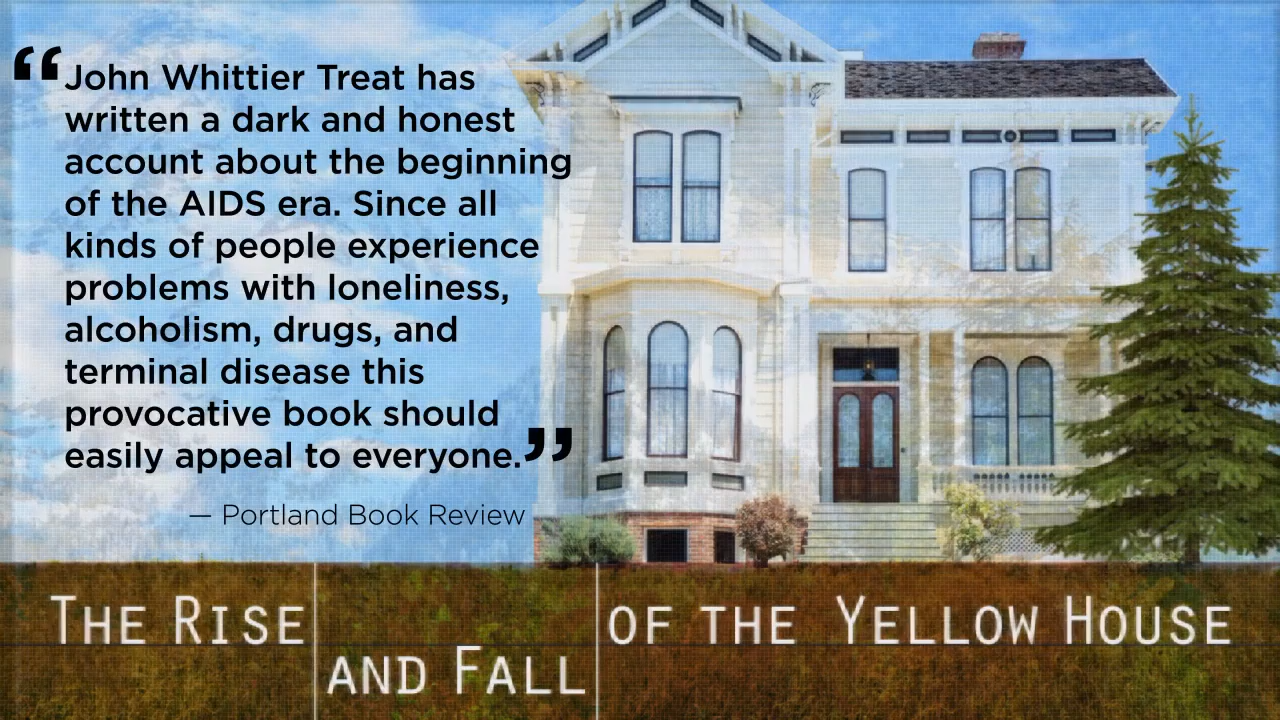 “John Whittier Treat has
written a dark and honest
account about the beginning
of the AIDS era. Since all
kinds of people experience
problems with loneliness,
alcoholism, drugs, and
terminal disease this
provocative book should
easily appeal to everyone.”
— Portland Book Review
The Rise
and Fall
of the Yellow House